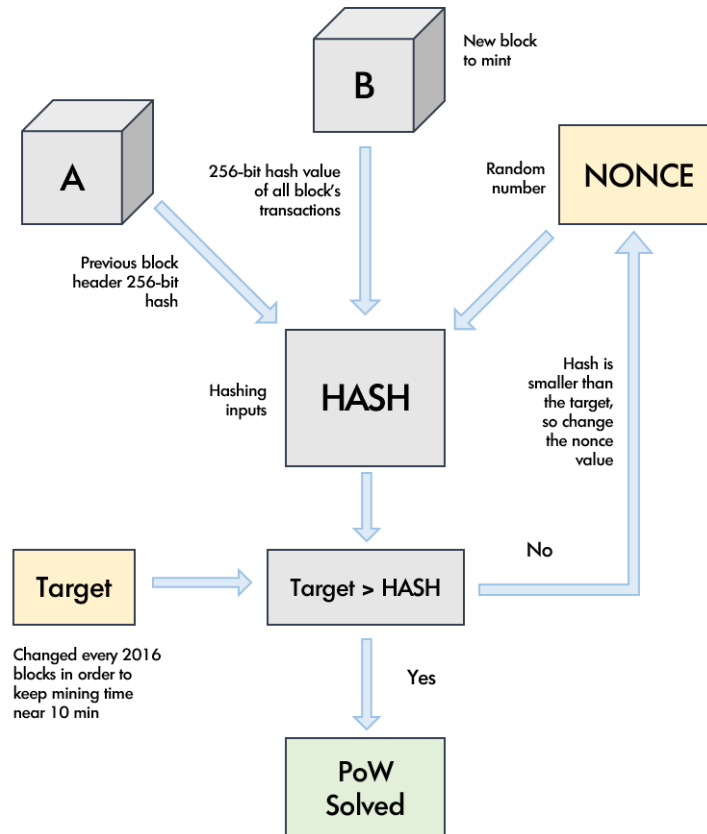 B
New block
to mint
A
256-bit hash value
of all block's
transactions
Random
number
NONCE
Previous block
header 256-bit
hash
Hashing
inputs
HASH
Hash is
smaller than
the target,
so change
the nonce
value
Target
Target > HASH
No
Changed every 2016
blocks in order to
keep mining time
near 10 min
Yes
PoW
Solved